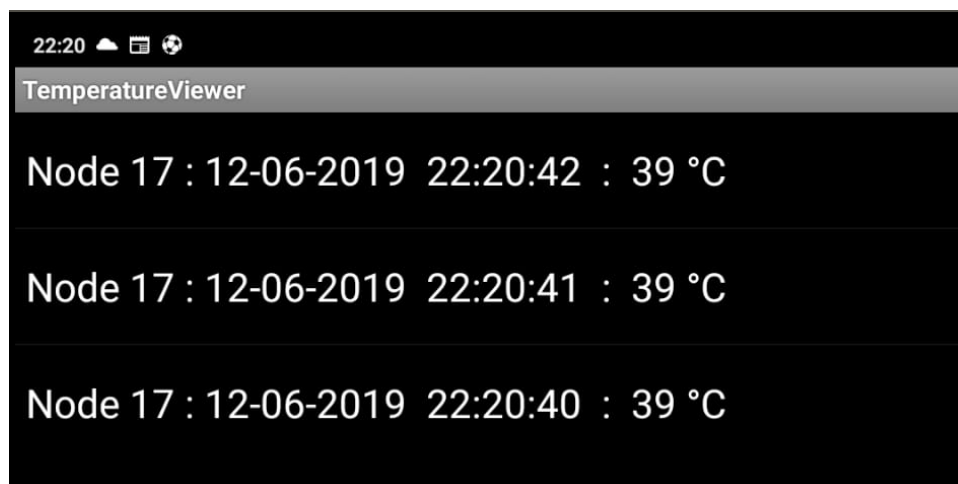 22:20
TemperatureViewer
Node 17 : 12-06-2019 22:20:42 : 39 °C
Node 17 : 12-06-2019 22:20:41 : 39 °C
Node 17 : 12-06-2019 22:20:40 : 39 °C